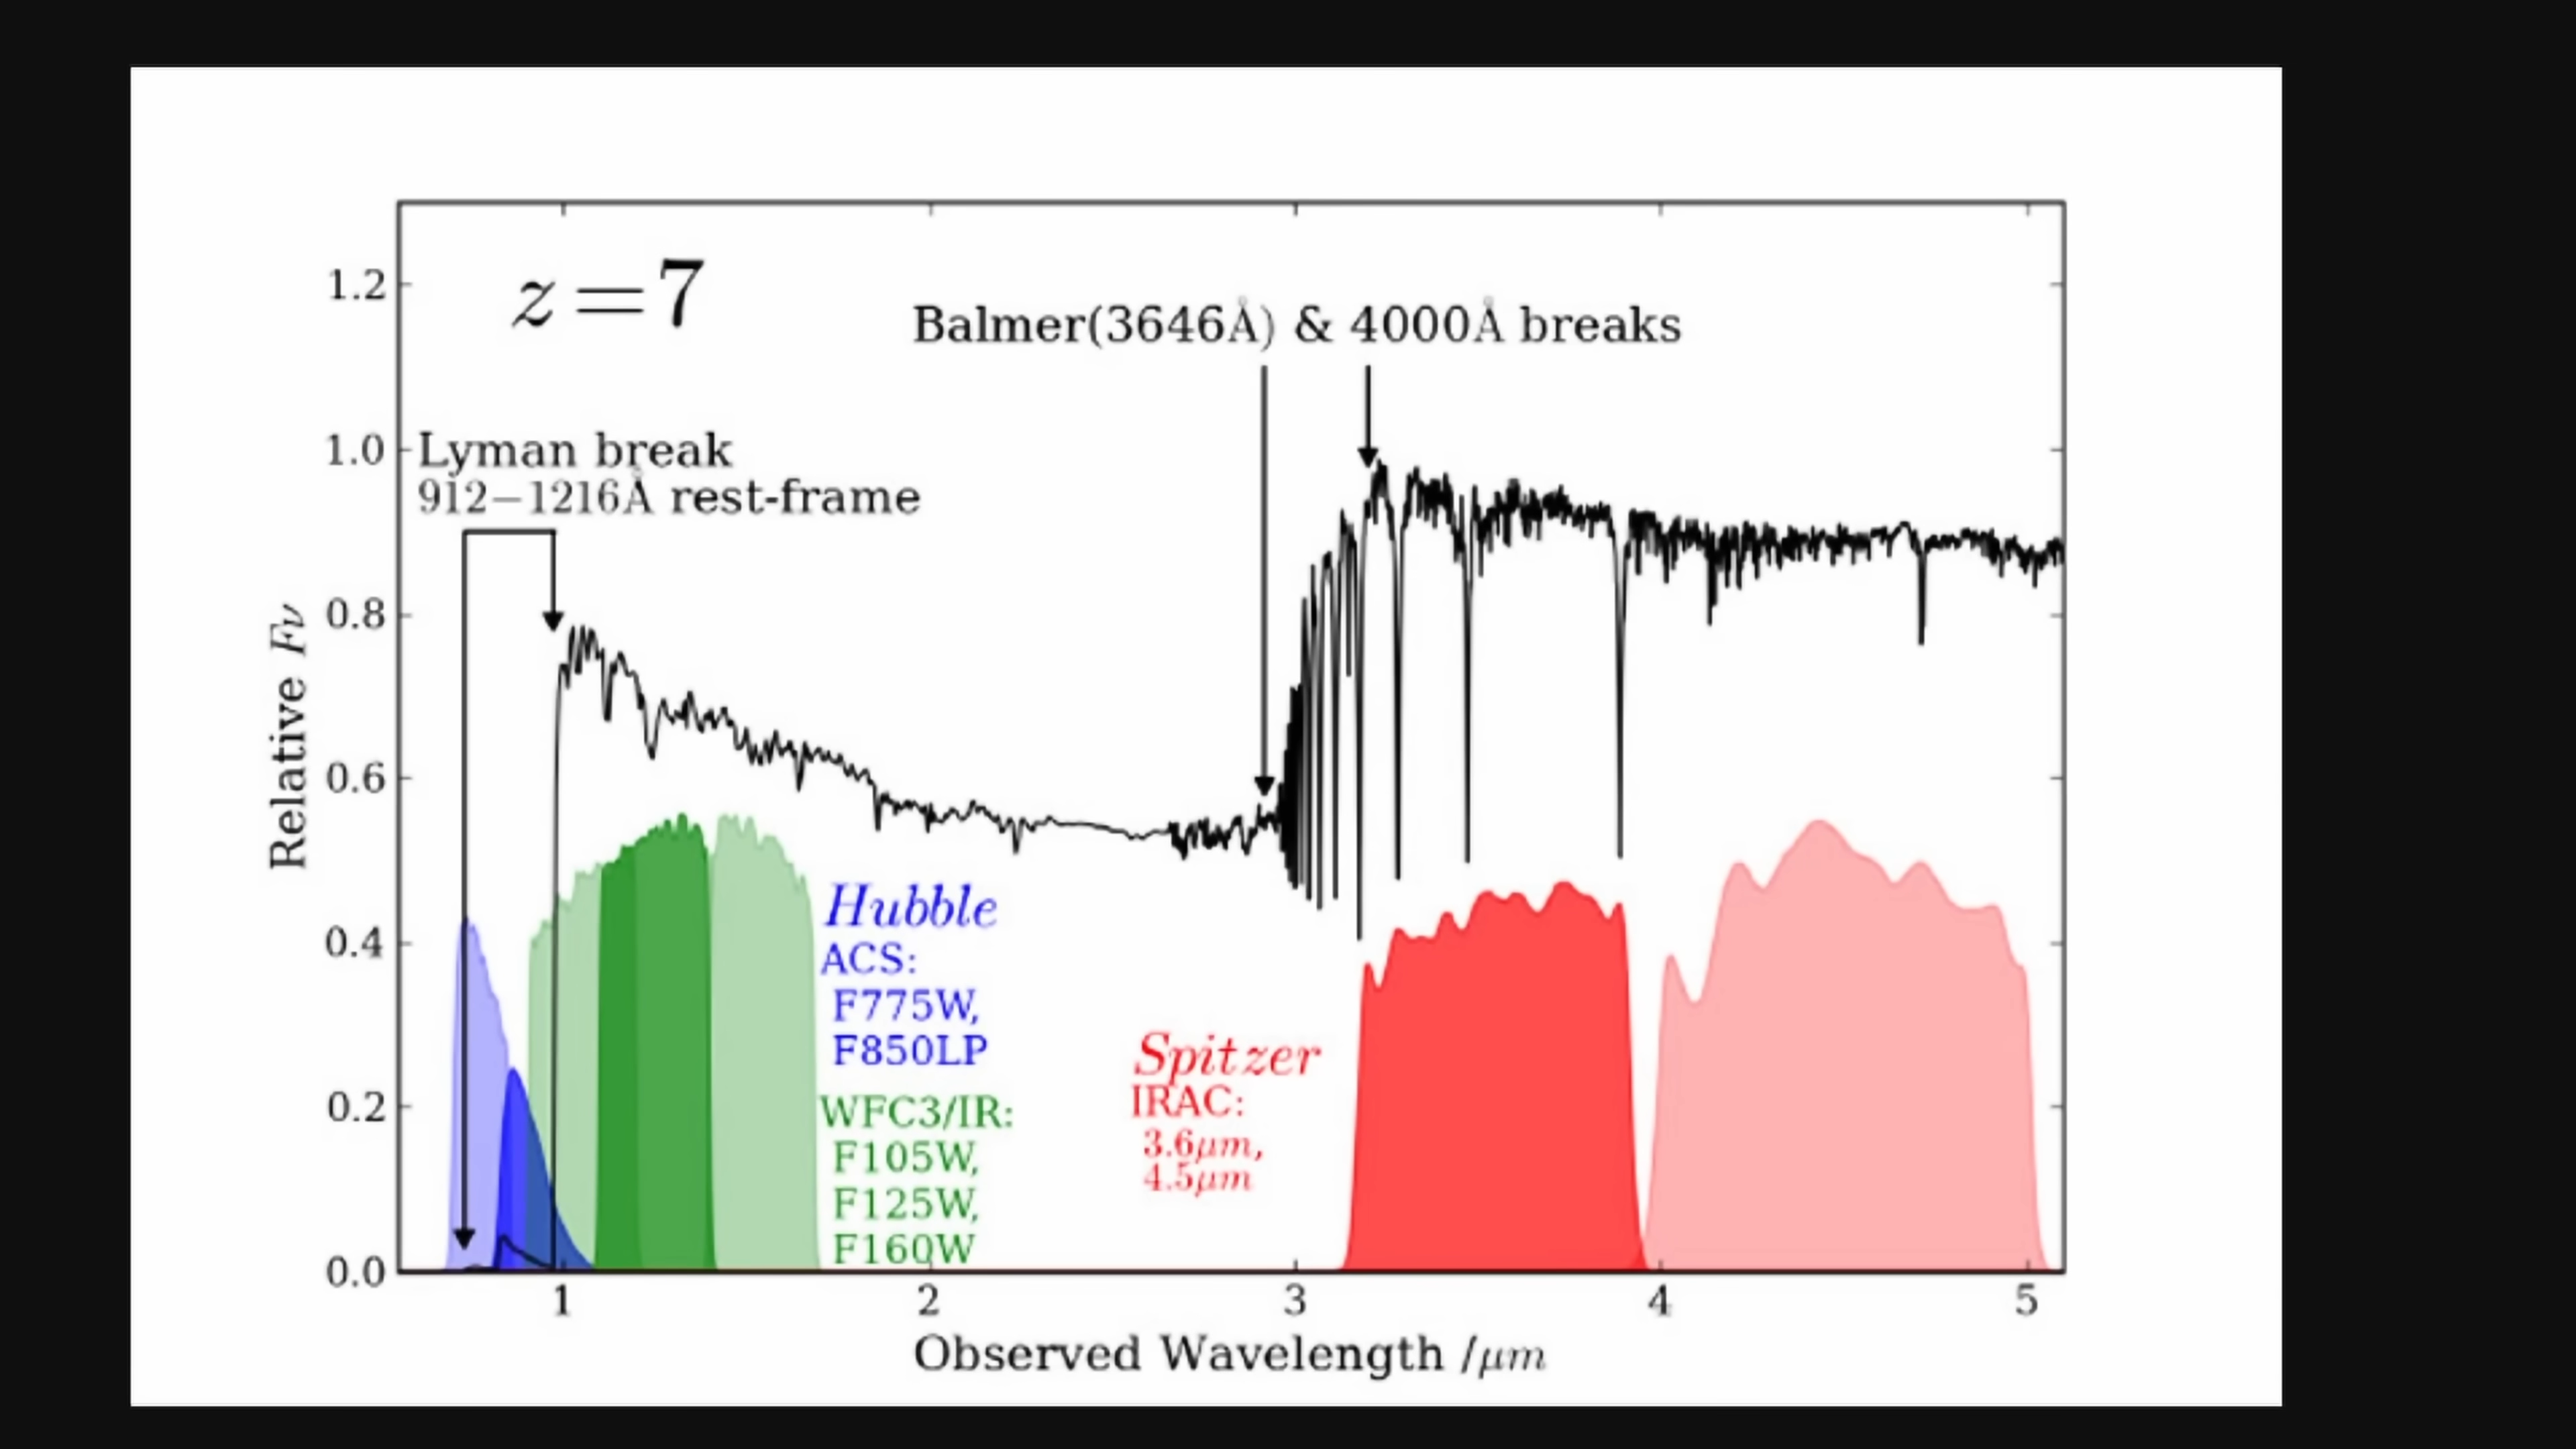 z=7
Balmer(3646Å) & 4000Å breaks
Lyman break
912−1216Å rest-frame
1.2
1.0
0.8
0.6
0.4
0.2
0.0
Relative Fν
Hubble
ACS:
F775W,
F850LP
WFC3/IR:
F105W,
F125W,
F160W
Spitzer
IRAC:
3.6μm,
4.5μm
1 2 3 4 5
Observed Wavelength /μm